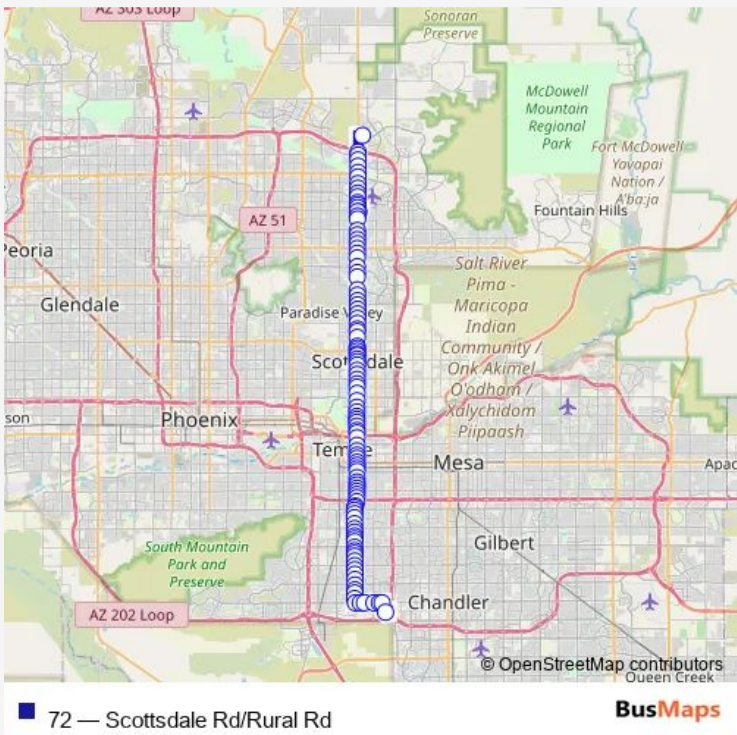 AZ 303 Loop
Sonoran
Preserve
McDowell
Mountain
Regional
Park
Fort McDowell
Yavapai
Nation /
A'ba:ja
AZ 51
Fountain Hills
Peoria
Salt River
Pima -
Maricopa
Indian
Community /
Onk Akimel
O'odham /
Xalychidom
Piipaash
Glendale
Paradise Valley
Scottsdale
son
Phoenix
Tempe
Mesa
Apac
South Mountain
Park and
Preserve
Gilbert
Chandler
AZ 202 Loop
© OpenStreetMap contributors
Queen Creek
72 — Scottsdale Rd/Rural Rd
BusMaps